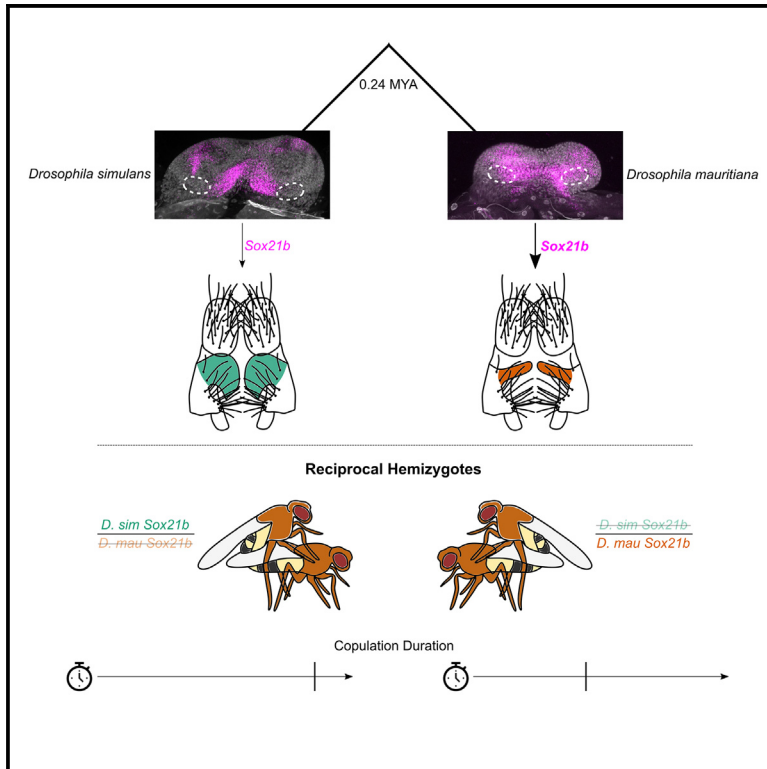 0.24 MYA
Drosophila simulans
Drosophila mauritiana
Sox21b
Sox21b
Reciprocal Hemizygotes
D. sim Sox21b
D. mau Sox21b
D. sim Sox21b
D. mau Sox21b
Copulation Duration